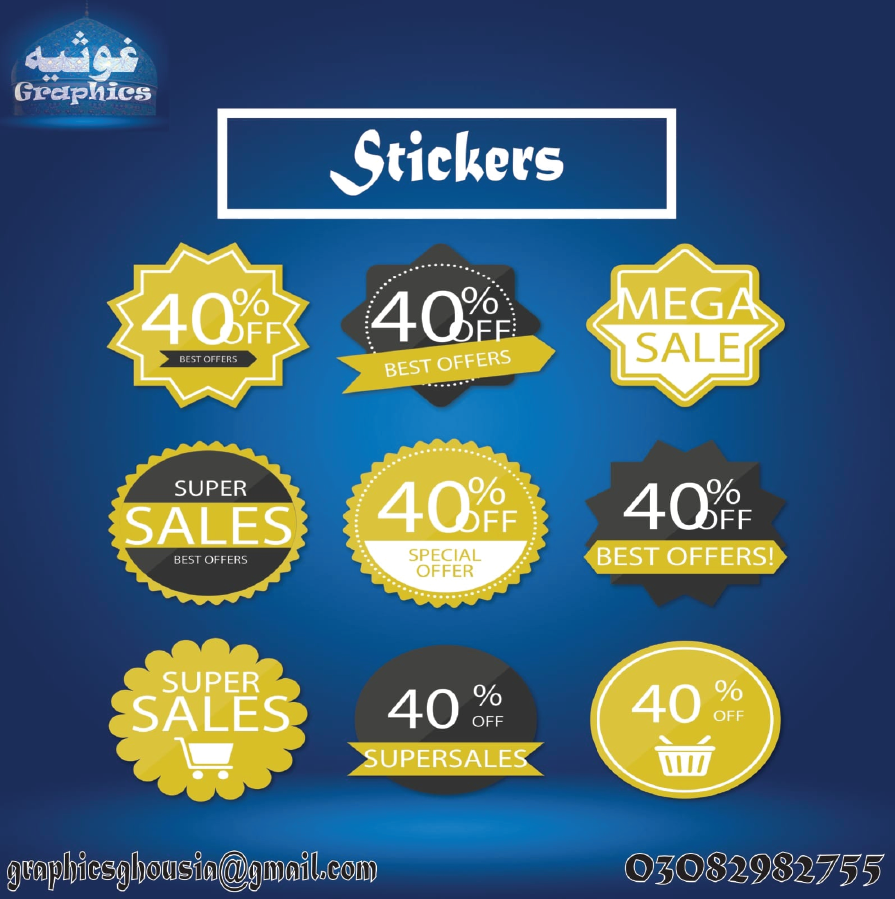 غوثیہ
Graphics
Stickers
40% OFF
BEST OFFERS
40% OFF
BEST OFFERS
MEGA
SALE
SUPER
SALES
BEST OFFERS
40% OFF
SPECIAL
OFFER
40% OFF
BEST OFFERS!
SUPER
SALES
40 % OFF
SUPERSALES
40 % OFF
graphicsghousia@gmail.com
03082982755